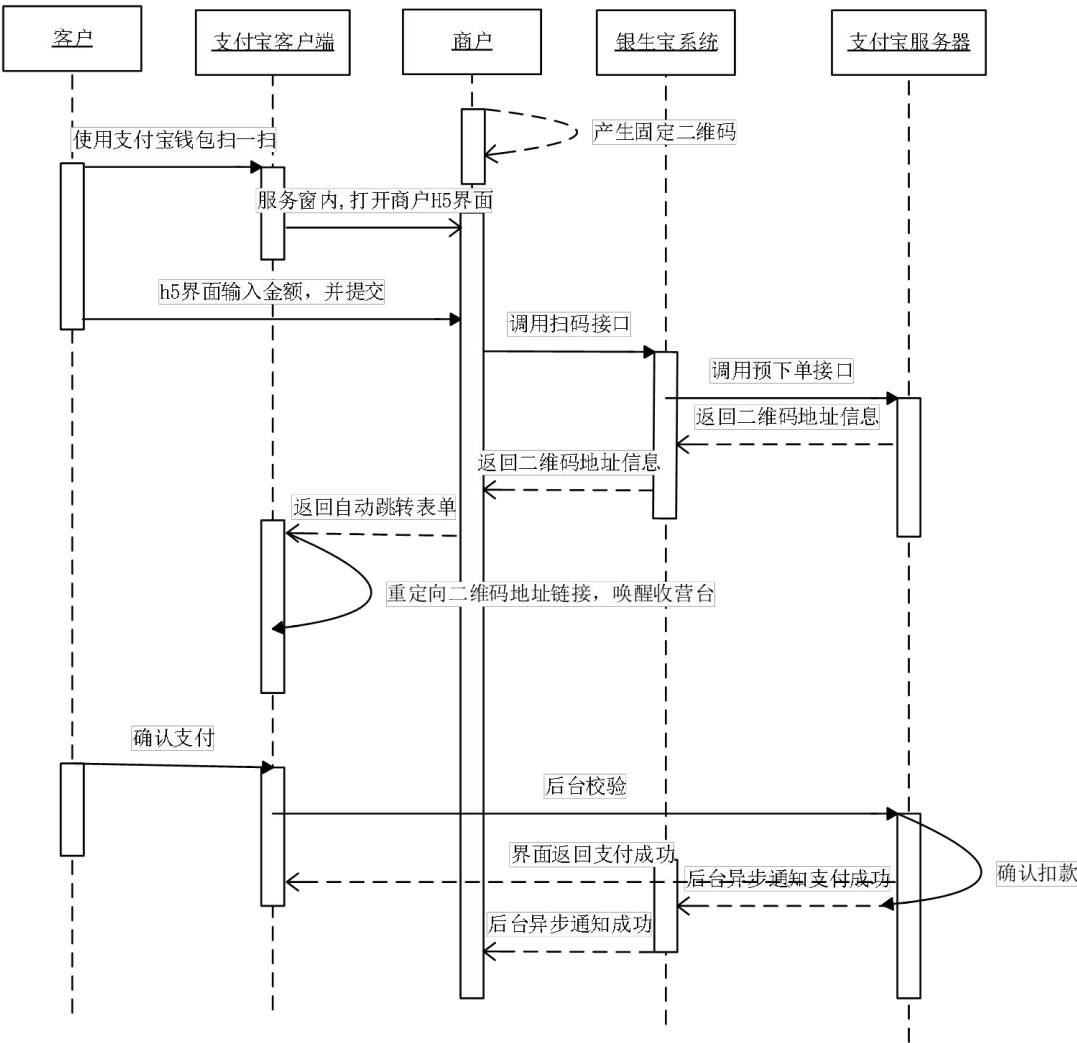 客户
支付宝客户端
商户
银生宝系统
支付宝服务器
产生固定二维码
使用支付宝钱包扫一扫
服务窗内,打开商户H5界面
h5界面输入金额，并提交
调用扫码接口
调用预下单接口
返回二维码地址信息
返回二维码地址信息
返回自动跳转表单
重定向二维码地址链接，唤醒收营台
确认支付
后台校验
界面返回支付成功
确认扣款
后台异步通知支付成功
后台异步通知成功